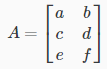 A = [ a b
c d
e f ]